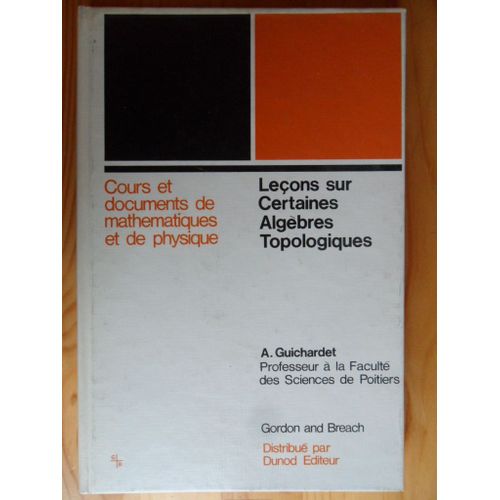 Cours et
documents de
mathematiques
et de physique
Leçons sur
Certaines
Algèbres
Topologiques
A. Guichardet
Professeur à la Faculté
des Sciences de Poitiers
Gordon and Breach
Distribué par
Dunod Editeur